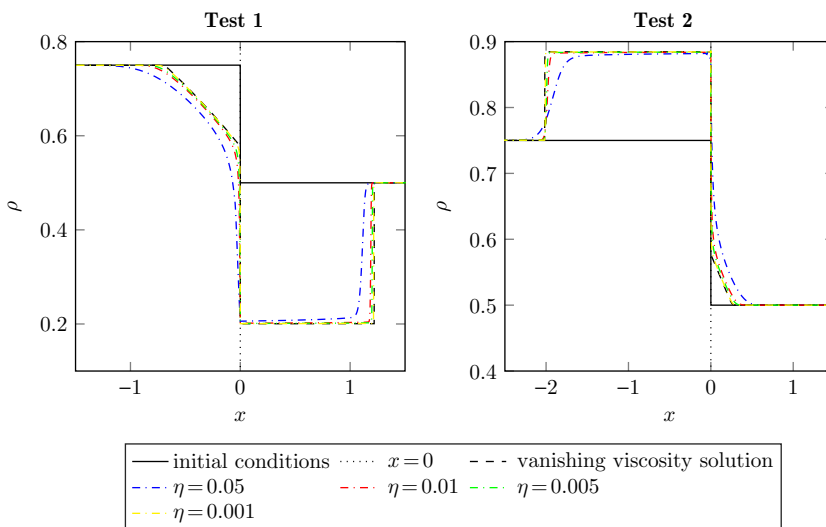 Test 1
Test 2
0.8
0.6
0.4
0.2
ρ
−1
0
1
x
0.9
0.8
0.7
0.6
0.5
0.4
ρ
−2
−1
0
1
x
initial conditions
x=0
vanishing viscosity solution
η=0.05
η=0.01
η=0.005
η=0.001